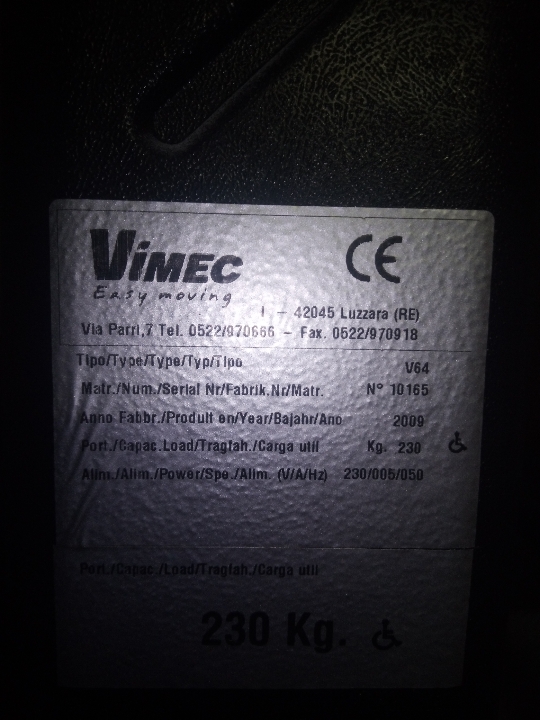 VIMEC
CE
Easy moving
I - 42045 Luzzara (RE)
Via Parri,7 Tel. 0522/970666 - Fax. 0522/970918
Tipo/Type/Type/Typ/Tipo V64
Matr./Num./Serial Nr/Fabrik.Nr/Matr. N° 10165
Anno Fabbr./Produit en/Year/Bajahr/Ano 2009
Port./Capac.Load/Tragfah./Carga util Kg. 230
Alim./Alim./Power/Spe./Alim. (V/A/Hz) 230/005/050
Port./Capac./Load/Tragfah./Carga util
230 Kg.